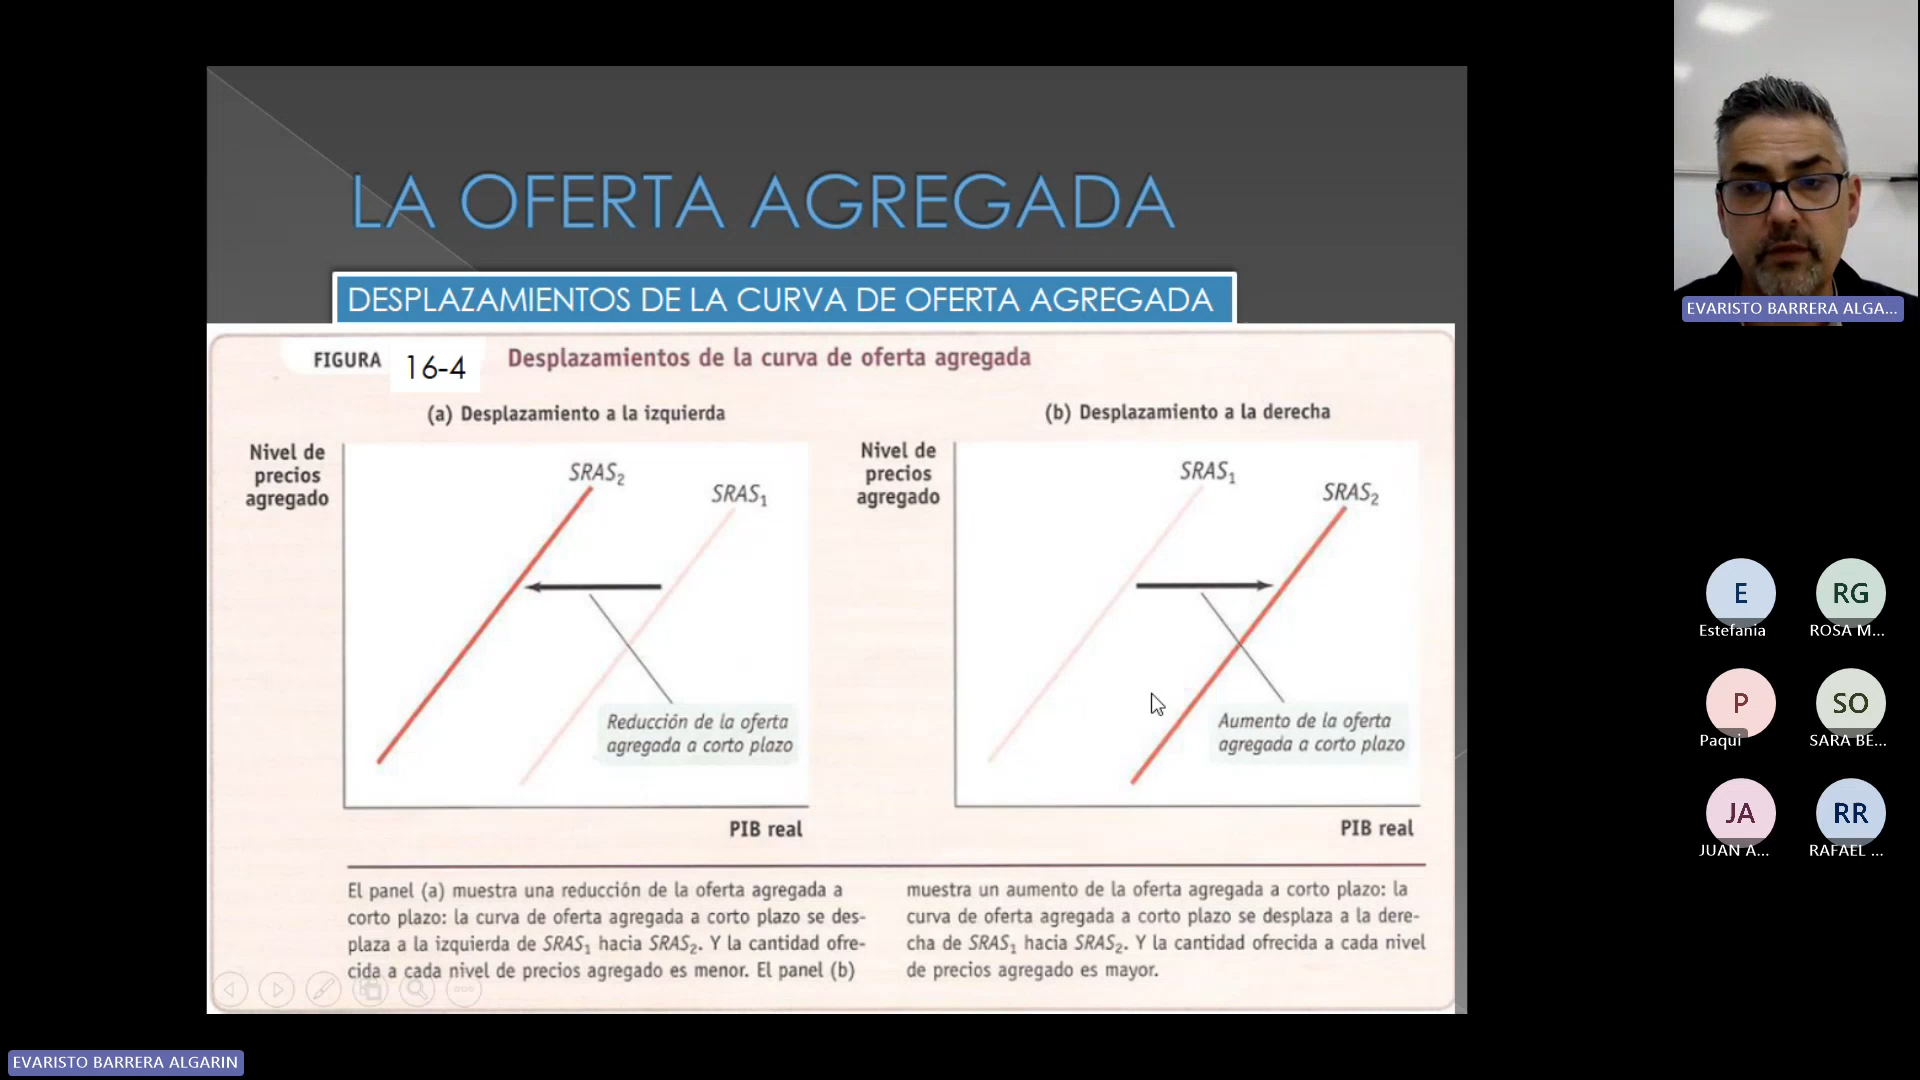 LA OFERTA AGREGADA
DESPLAZAMIENTOS DE LA CURVA DE OFERTA AGREGADA
FIGURA 16-4 Desplazamientos de la curva de oferta agregada
(a) Desplazamiento a la izquierda
Nivel de
precios
agregado
SRAS2
SRAS1
Reducción de la oferta
agregada a corto plazo
PIB real
(b) Desplazamiento a la derecha
Nivel de
precios
agregado
SRAS1
SRAS2
Aumento de la oferta
agregada a corto plazo
PIB real
El panel (a) muestra una reducción de la oferta agregada a
corto plazo: la curva de oferta agregada a corto plazo se des-
plaza a la izquierda de SRAS1 hacia SRAS2. Y la cantidad ofre-
cida a cada nivel de precios agregado es menor. El panel (b)
muestra un aumento de la oferta agregada a corto plazo: la
curva de oferta agregada a corto plazo se desplaza a la dere-
cha de SRAS1 hacia SRAS2. Y la cantidad ofrecida a cada nivel
de precios agregado es mayor.
EVARISTO BARRERA ALGA...
E
Estefania
RG
ROSA M...
P
Paqui
SO
SARA BE...
JA
JUAN A...
RR
RAFAEL ...
EVARISTO BARRERA ALGARIN